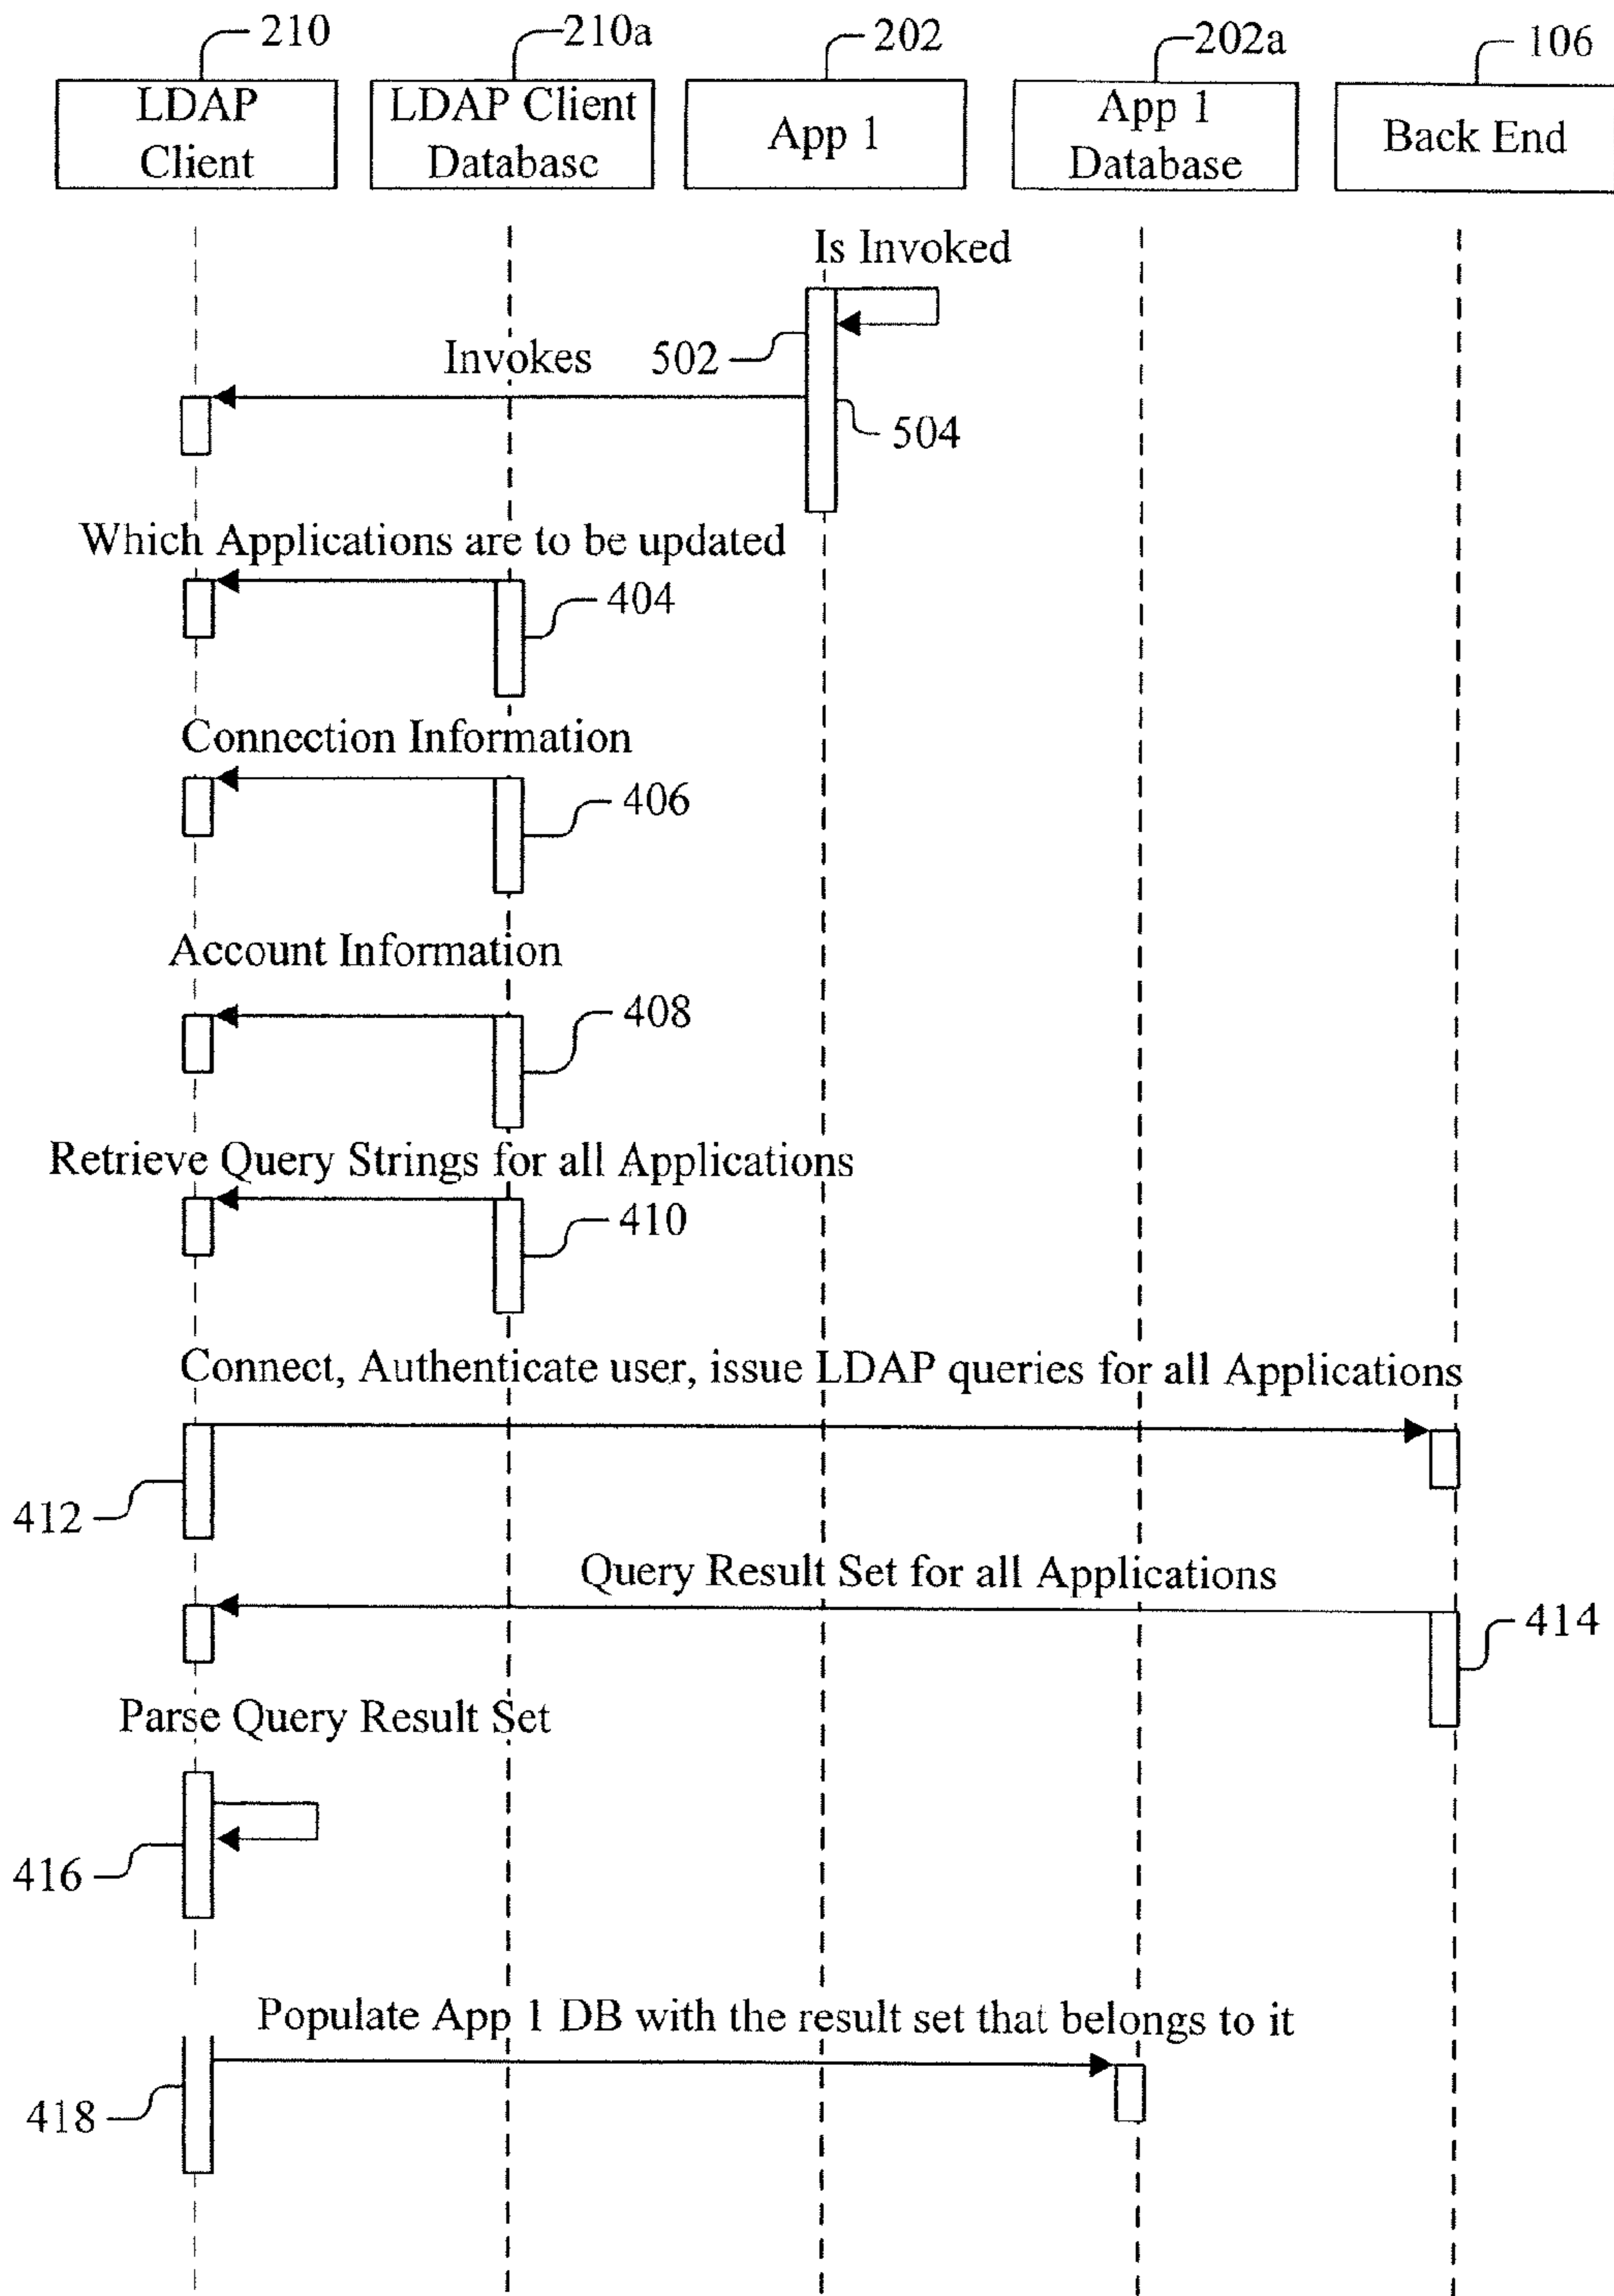 210
210a
202
202a
106
LDAP
Client
LDAP Client
Database
App 1
App 1
Database
Back End
Is Invoked
Invokes
502
504
Which Applications are to be updated
404
Connection Information
406
Account Information
408
Retrieve Query Strings for all Applications
410
Connect, Authenticate user, issue LDAP queries for all Applications
412
Query Result Set for all Applications
414
Parse Query Result Set
416
Populate App 1 DB with the result set that belongs to it
418